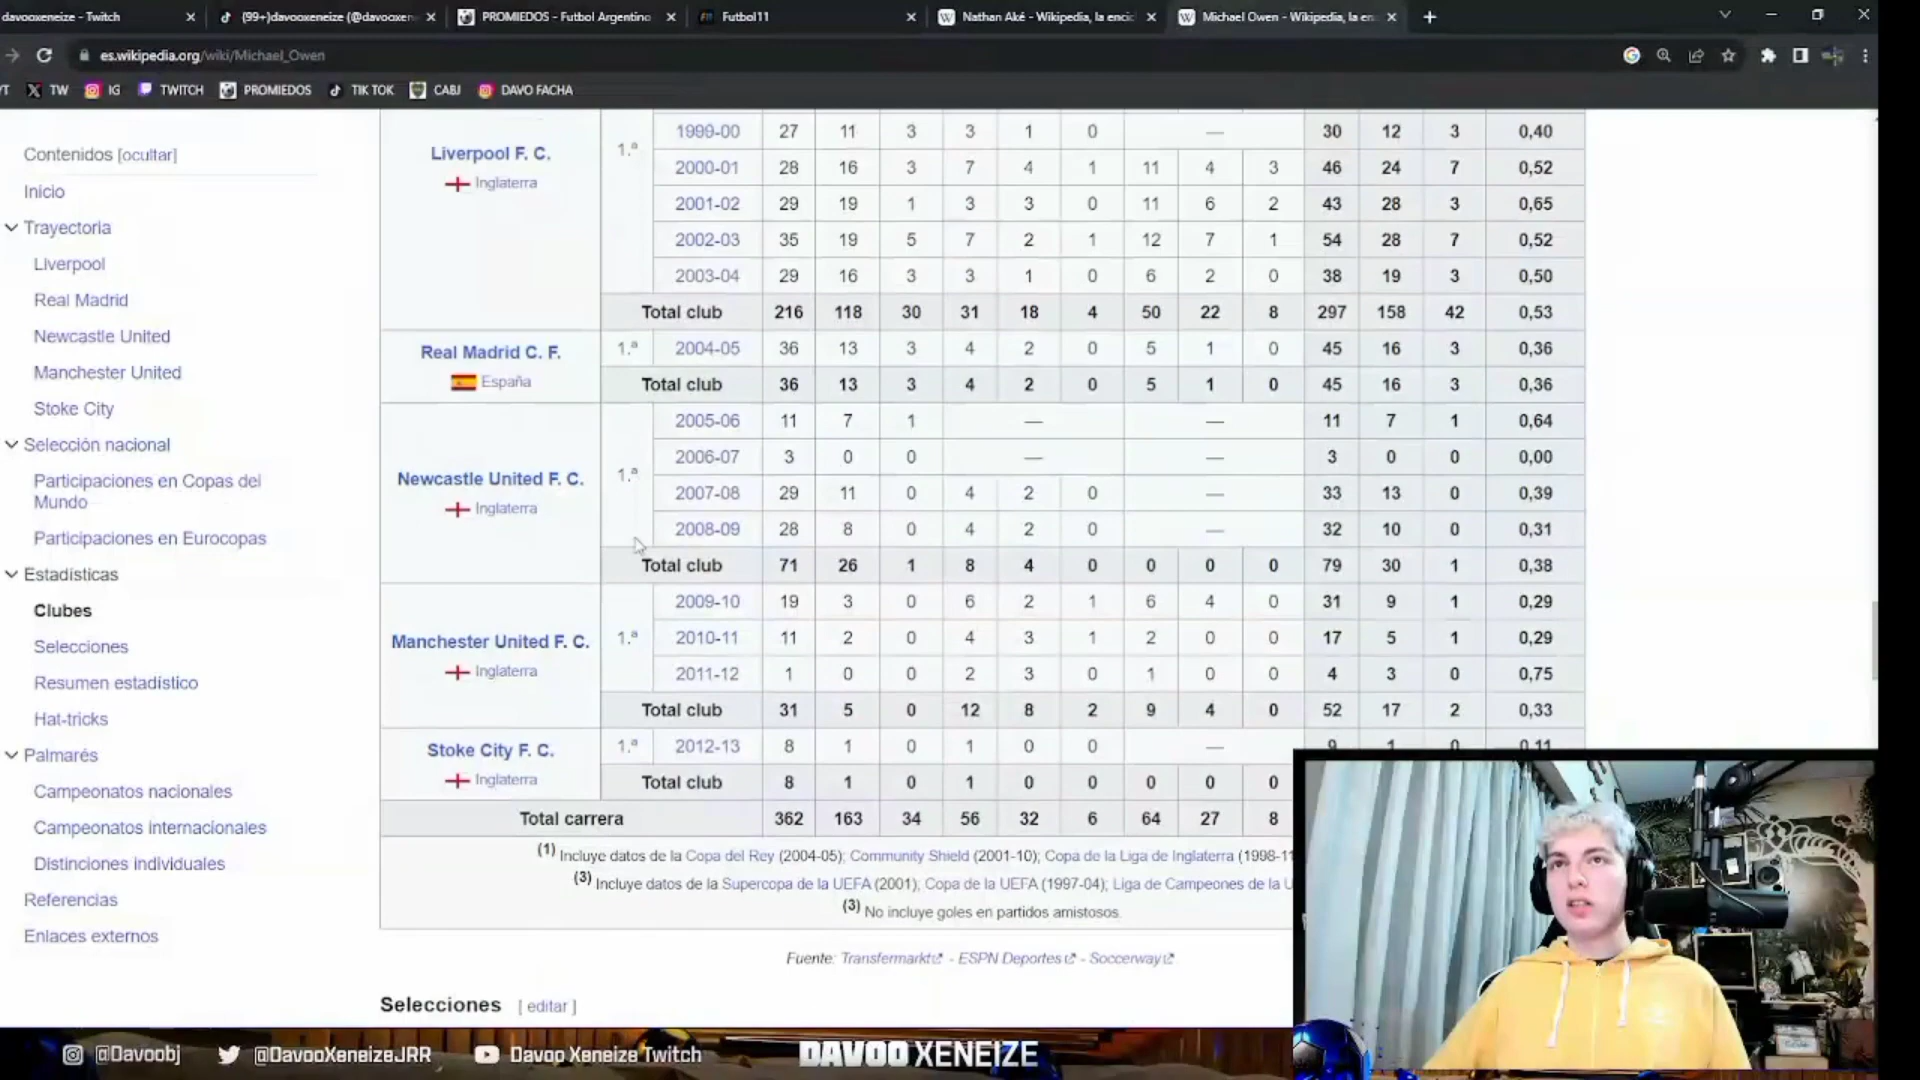 davooxeneize - Twitch
(99+)davooxeneize (@davooxen
PROMIEDOS - Futbol Argentino
Futbol11
Nathan Aké - Wikipedia, la encic
Michael Owen - Wikipedia, la en
es.wikipedia.org/wiki/Michael_Owen
YT TW IG TWITCH PROMIEDOS TIK TOK CABJ DAVO FACHA
Contenidos [ocultar]
Inicio
Trayectoria
Liverpool
Real Madrid
Newcastle United
Manchester United
Stoke City
Selección nacional
Participaciones en Copas del
Mundo
Participaciones en Eurocopas
Estadísticas
Clubes
Selecciones
Resumen estadístico
Hat-tricks
Palmarés
Campeonatos nacionales
Campeonatos internacionales
Distinciones individuales
Referencias
Enlaces externos
Liverpool F. C.
Inglaterra
1.ª
1999-00 27 11 3 3 1 0 — 30 12 3 0,40
2000-01 28 16 3 7 4 1 11 4 3 46 24 7 0,52
2001-02 29 19 1 3 3 0 11 6 2 43 28 3 0,65
2002-03 35 19 5 7 2 1 12 7 1 54 28 7 0,52
2003-04 29 16 3 3 1 0 6 2 0 38 19 3 0,50
Total club 216 118 30 31 18 4 50 22 8 297 158 42 0,53
Real Madrid C. F.
España
1.ª 2004-05 36 13 3 4 2 0 5 1 0 45 16 3 0,36
Total club 36 13 3 4 2 0 5 1 0 45 16 3 0,36
Newcastle United F. C.
Inglaterra
1.ª
2005-06 11 7 1 — — 11 7 1 0,64
2006-07 3 0 0 — — 3 0 0 0,00
2007-08 29 11 0 4 2 0 — 33 13 0 0,39
2008-09 28 8 0 4 2 0 — 32 10 0 0,31
Total club 71 26 1 8 4 0 0 0 0 79 30 1 0,38
Manchester United F. C.
Inglaterra
1.ª
2009-10 19 3 0 6 2 1 6 4 0 31 9 1 0,29
2010-11 11 2 0 4 3 1 2 0 0 17 5 1 0,29
2011-12 1 0 0 2 3 0 1 0 0 4 3 0 0,75
Total club 31 5 0 12 8 2 9 4 0 52 17 2 0,33
Stoke City F. C.
Inglaterra
1.ª 2012-13 8 1 0 1 0 0 — 9 1 0 0,11
Total club 8 1 0 1 0 0 0 0 0
Total carrera 362 163 34 56 32 6 64 27 8
(1) Incluye datos de la Copa del Rey (2004-05); Community Shield (2001-10); Copa de la Liga de Inglaterra (1998-11
(3) Incluye datos de la Supercopa de la UEFA (2001); Copa de la UEFA (1997-04); Liga de Campeones de la U
(3) No incluye goles en partidos amistosos.
Fuente: Transfermarkt - ESPN Deportes - Soccerway
Selecciones [ editar ]
@Davoobj @DavooXeneizeJRR Davoo Xeneize Twitch DAVOO XENEIZE